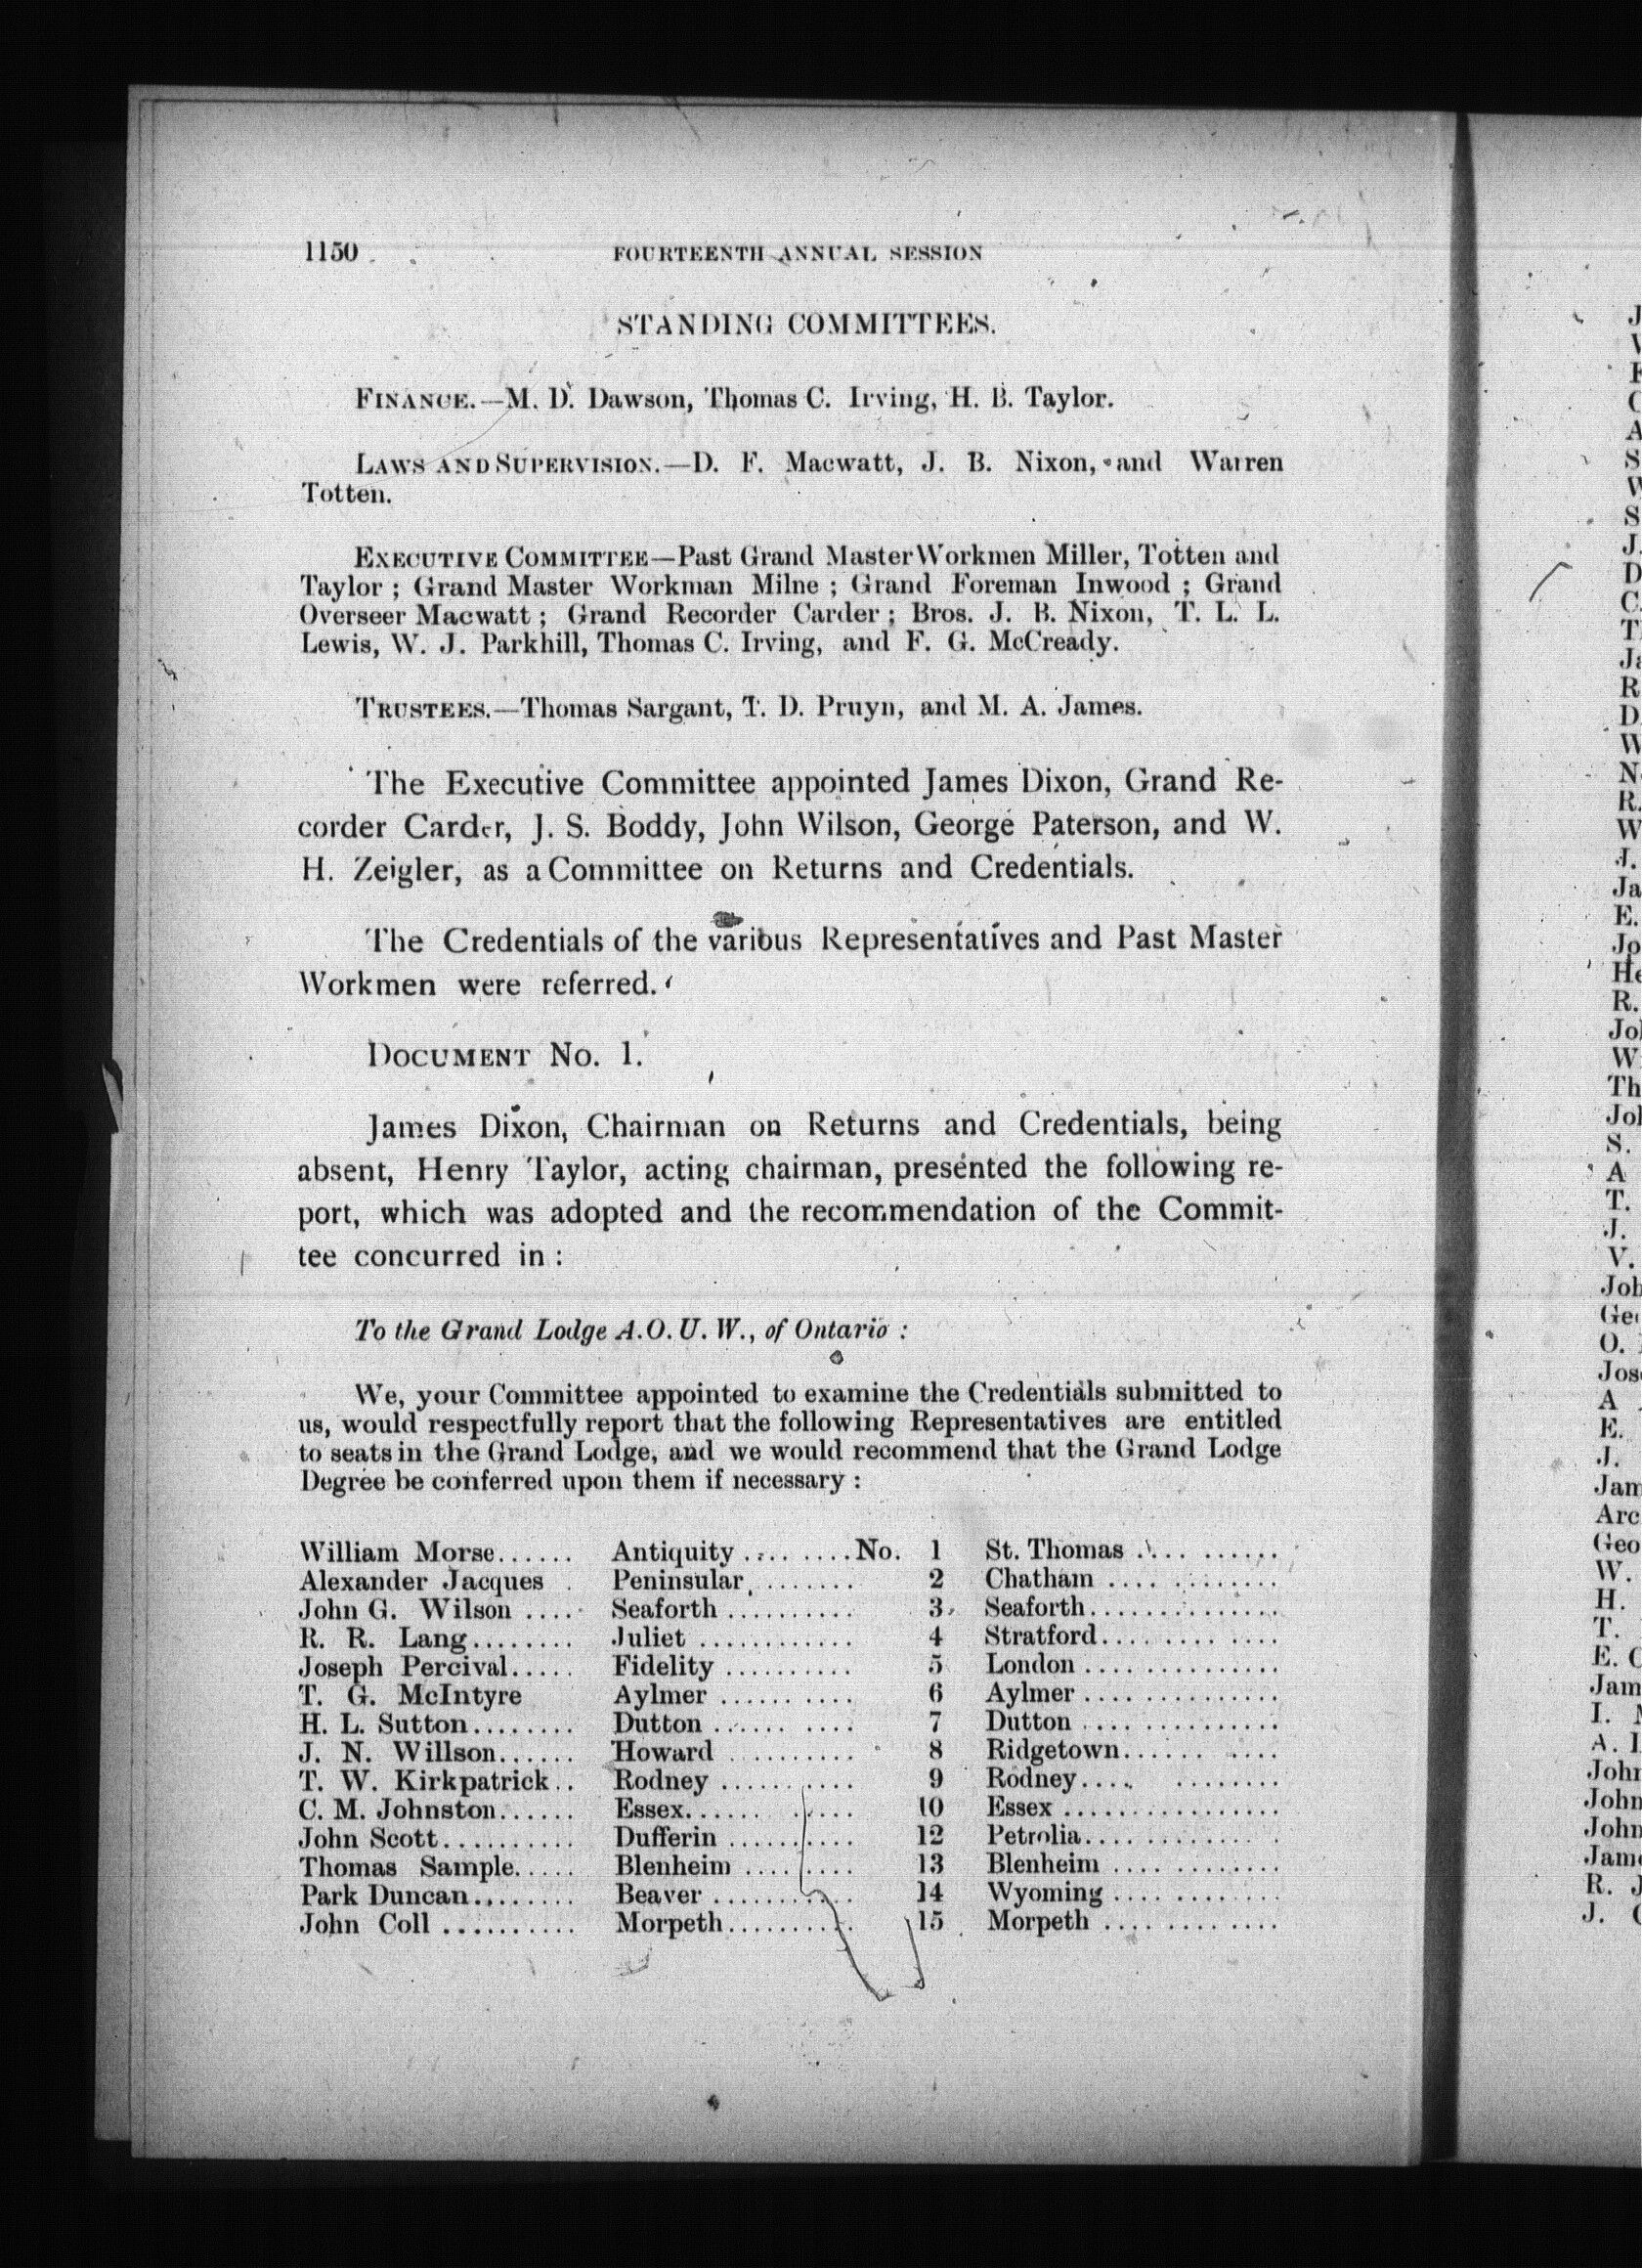 1150 FOURTEENTH ANNUAL SESSION
STANDING COMMITTEES.
FINANCE.—M. D. Dawson, Thomas C. Irving, H. B. Taylor.
LAWS AND SUPERVISION.—D. F. Macwatt, J. B. Nixon, and Warren
Totten.
EXECUTIVE COMMITTEE—Past Grand Master Workmen Miller, Totten and
Taylor ; Grand Master Workman Milne ; Grand Foreman Inwood ; Grand
Overseer Macwatt ; Grand Recorder Carder ; Bros. J. B. Nixon, T. L. L.
Lewis, W. J. Parkhill, Thomas C. Irving, and F. G. McCready.
TRUSTEES.—Thomas Sargant, T. D. Pruyn, and M. A. James.
The Executive Committee appointed James Dixon, Grand Re-
corder Carder, J. S. Boddy, John Wilson, George Paterson, and W.
H. Zeigler, as a Committee on Returns and Credentials.
The Credentials of the various Representatives and Past Master
Workmen were referred.
DOCUMENT No. 1.
James Dixon, Chairman on Returns and Credentials, being
absent, Henry Taylor, acting chairman, presented the following re-
port, which was adopted and the recommendation of the Commit-
tee concurred in :
To the Grand Lodge A.O.U.W., of Ontario :
We, your Committee appointed to examine the Credentials submitted to
us, would respectfully report that the following Representatives are entitled
to seats in the Grand Lodge, and we would recommend that the Grand Lodge
Degree be conferred upon them if necessary :
William Morse...... Antiquity ........No. 1 St. Thomas .... ......
Alexander Jacques . Peninsular ....... 2 Chatham .... ........
John G. Wilson .... Seaforth .......... 3 Seaforth..............
R. R. Lang........ Juliet ............ 4 Stratford.... .... ....
Joseph Percival..... Fidelity .......... 5 London ..............
T. G. McIntyre Aylmer .......... 6 Aylmer ..............
H. L. Sutton........ Dutton ...... .... 7 Dutton ..............
J. N. Willson...... Howard .......... 8 Ridgetown...... ....
T. W. Kirkpatrick.. Rodney .......... 9 Rodney.... ........
C. M. Johnston...... Essex...... .... 10 Essex ................
John Scott.......... Dufferin .......... 12 Petrolia.... ........ .
Thomas Sample..... Blenheim .... .... 13 Blenheim .... ........
Park Duncan........ Beaver .......... 14 Wyoming .... ........
John Coll .......... Morpeth.......... 15 Morpeth .... .... ....